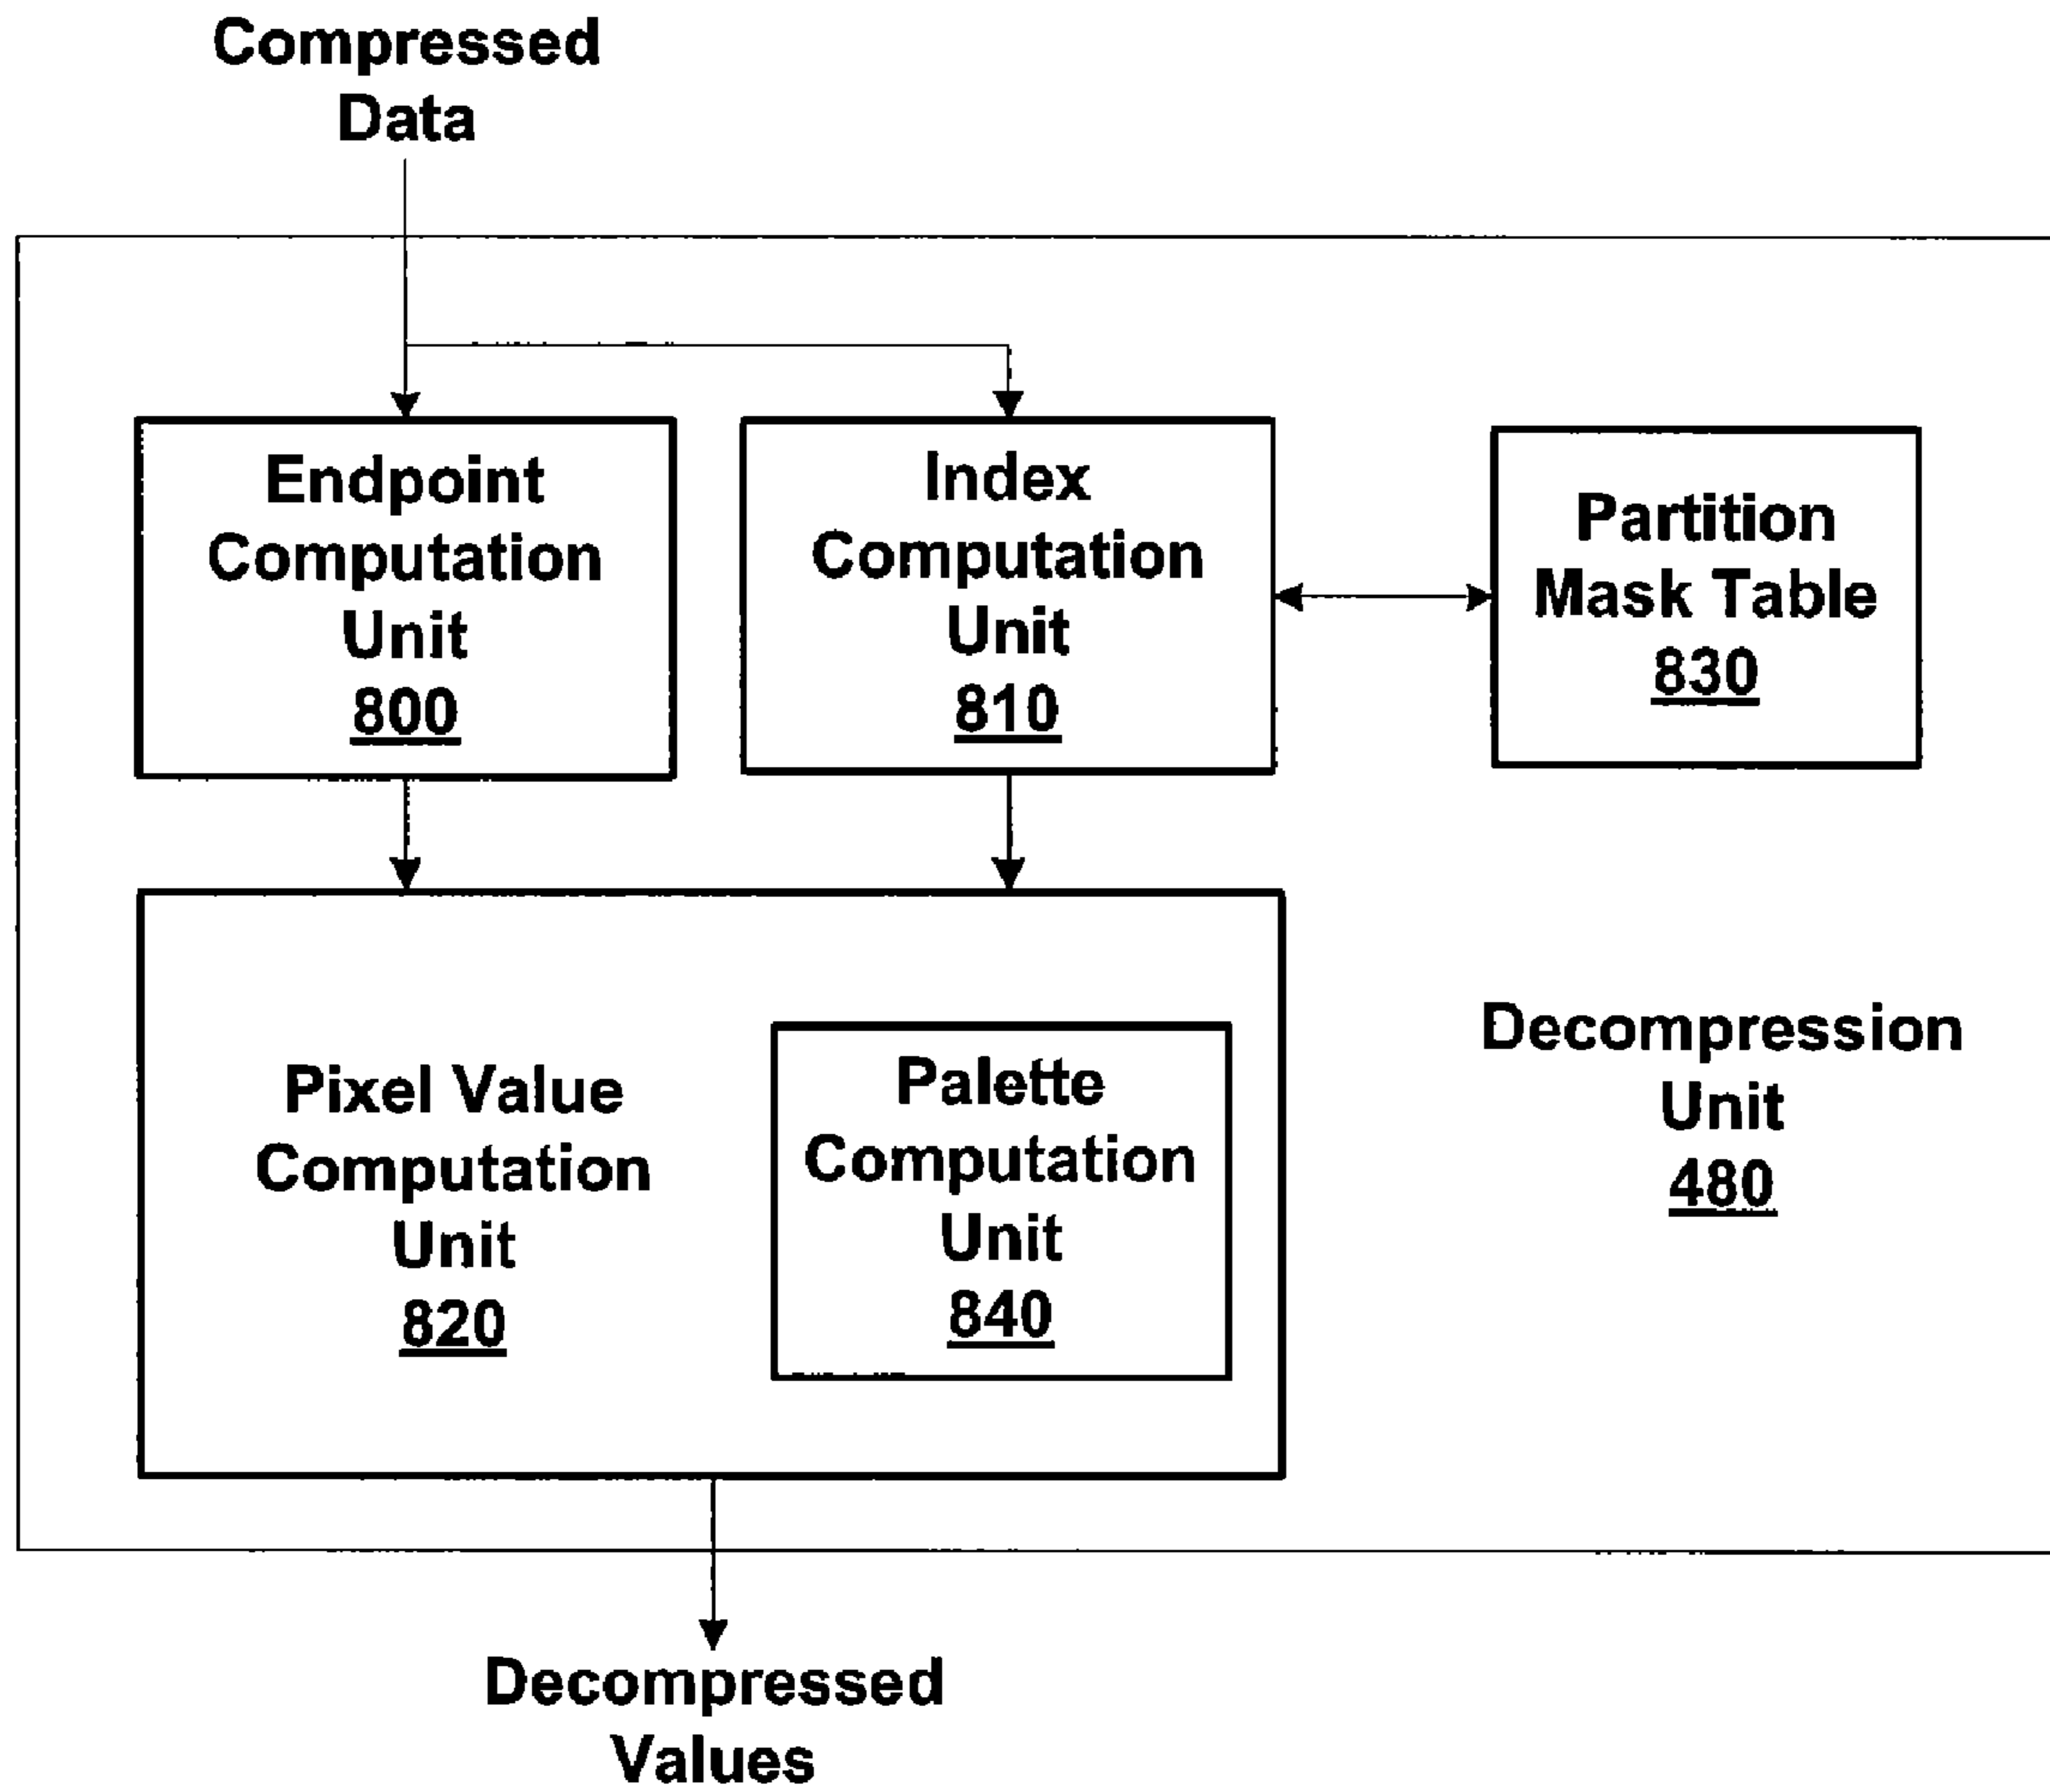 Compressed
Data
Endpoint
Computation
Unit
800
Index
Computation
Unit
810
Partition
Mask Table
830
Pixel Value
Computation
Unit
820
Palette
Computation
Unit
840
Decompression
Unit
480
Decompressed
Values